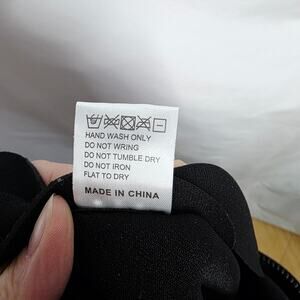 HAND WASH ONLY
DO NOT WRING
DO NOT TUMBLE DRY
DO NOT IRON
FLAT TO DRY
MADE IN CHINA